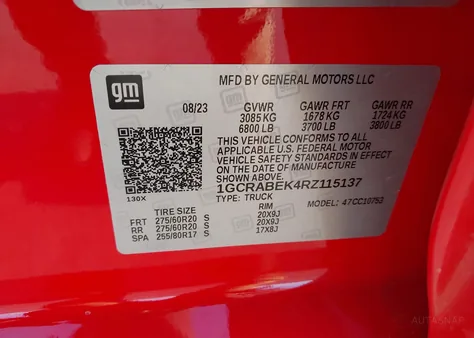 gm
MFD BY GENERAL MOTORS LLC
08/23 GVWR GAWR FRT GAWR RR
3085 KG 1678 KG 1724 KG
6800 LB 3700 LB 3800 LB
THIS VEHICLE CONFORMS TO ALL
APPLICABLE U.S. FEDERAL MOTOR
VEHICLE SAFETY STANDARDS IN EFFECT
ON THE DATE OF MANUFACTURE
SHOWN ABOVE.
1GCRABEK4RZ115137
130X TYPE: TRUCK MODEL: 47CC10753
TIRE SIZE RIM
FRT 275/60R20 S 20X9J
RR 275/60R20 S 20X9J
SPA 255/80R17 S 17X8J
AUTOSNAP